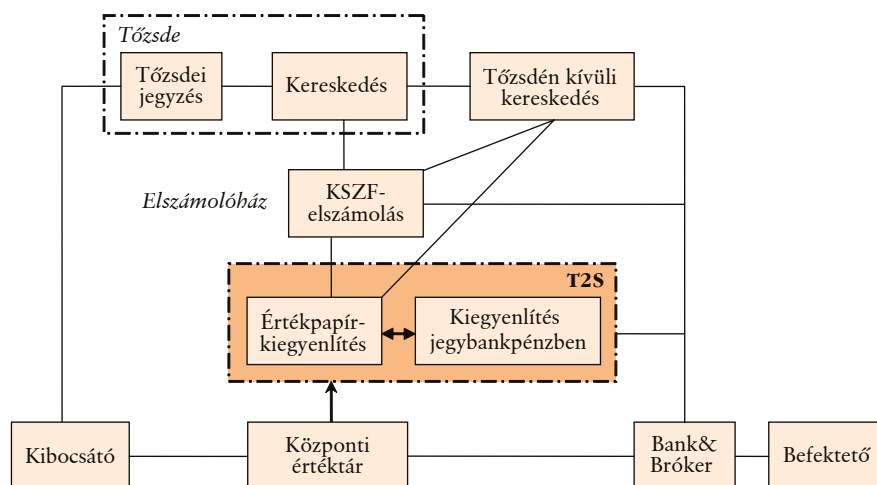 Tőzsde
Tőzsdei
jegyzés
Kereskedés
Tőzsdén kívüli
kereskedés
Elszámolóház
KSZF-
elszámolás
T2S
Értékpapír-
kiegyenlítés
Kiegyenlítés
jegybankpénzben
Kibocsátó
Központi
értéktár
Bank&
Bróker
Befektető